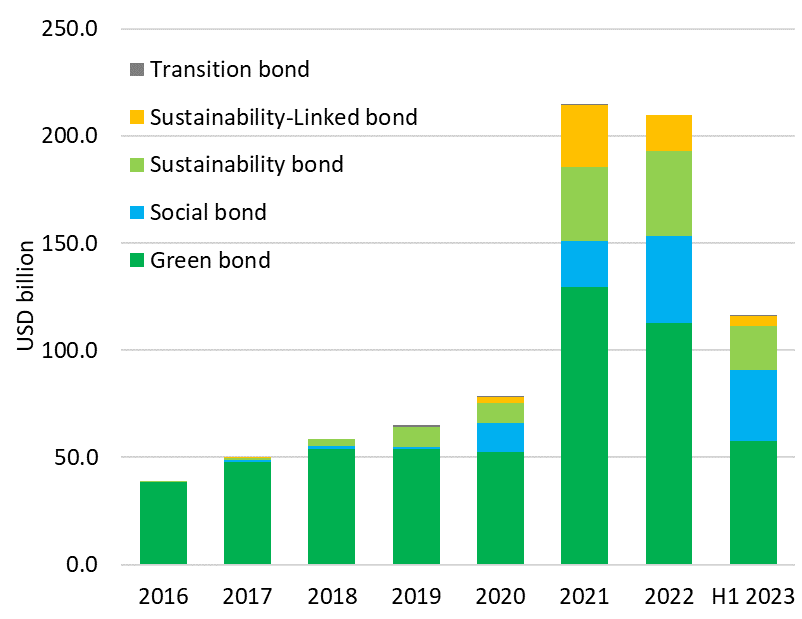 250.0
Transition bond
Sustainability-Linked bond
200.0
Sustainability bond
Social bond
150.0
Green bond
USD billion
100.0
50.0
0.0
2016 2017 2018 2019 2020 2021 2022 H1 2023